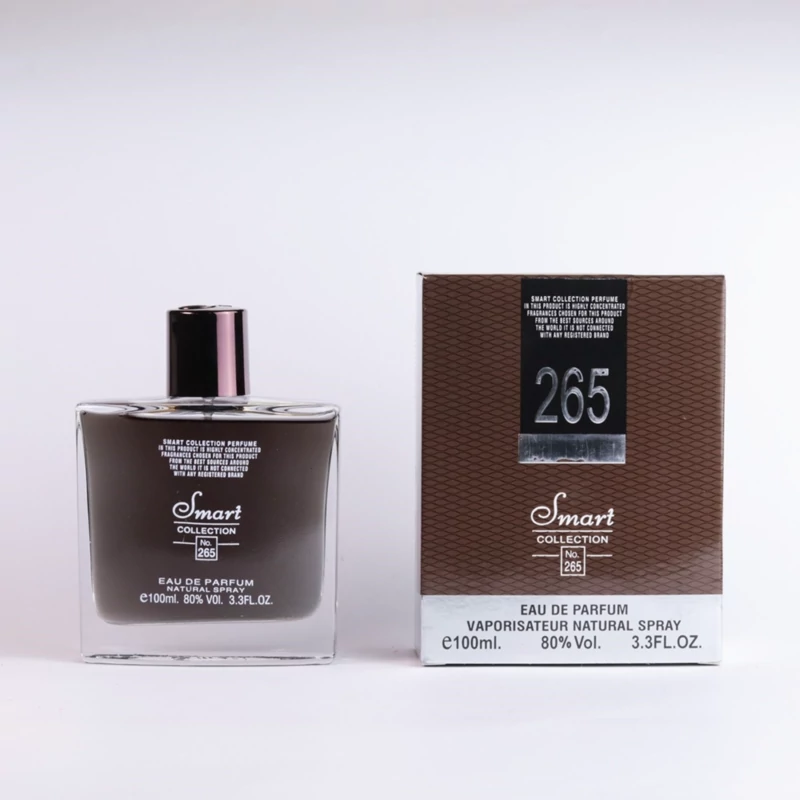 SMART COLLECTION PERFUME
IN THIS PRODUCT IS HIGHLY CONCENTRATED
FRAGRANCES CHOSEN FOR THIS PRODUCT
FROM THE BEST SOURCES AROUND
THE WORLD IT IS NOT CONNECTED
WITH ANY REGISTERED BRAND
Smart
COLLECTION
No.
265
EAU DE PARFUM
NATURAL SPRAY
e100ml. 80% VOl. 3.3FL.OZ.
SMART COLLECTION PERFUME
IN THIS PRODUCT IS HIGHLY CONCENTRATED
FRAGRANCES CHOSEN FOR THIS PRODUCT
FROM THE BEST SOURCES AROUND
THE WORLD IT IS NOT CONNECTED
WITH ANY REGISTERED BRAND
265
Smart
COLLECTION
No.
265
EAU DE PARFUM
VAPORISATEUR NATURAL SPRAY
e100ml. 80% Vol. 3.3FL.OZ.